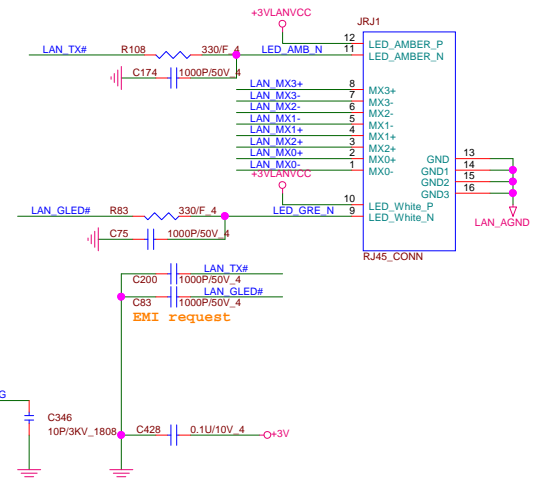 +3VLANVCC
JRJ1
LAN_TX#
R108
330/F_4
LED_AMB_N
12
11
LED_AMBER_P
LED_AMBER_N
C174
1000P/50V_4
LAN_MX3+
8
MX3+
LAN_MX3-
7
MX3-
LAN_MX2-
6
MX2-
LAN_MX1-
5
MX1-
LAN_MX1+
4
MX1+
LAN_MX2+
3
MX2+
LAN_MX0+
2
MX0+
LAN_MX0-
1
MX0-
GND
13
GND1
14
GND2
15
GND3
16
LAN_AGND
+3VLANVCC
LAN_GLED#
R83
330/F_4
LED_GRE_N
10
9
LED_White_P
LED_White_N
C75
1000P/50V_4
RJ45_CONN
C200
LAN_TX#
1000P/50V_4
C83
LAN_GLED#
1000P/50V_4
EMI request
G
C346
10P/3KV_1808
C428
0.1U/10V_4
+3V